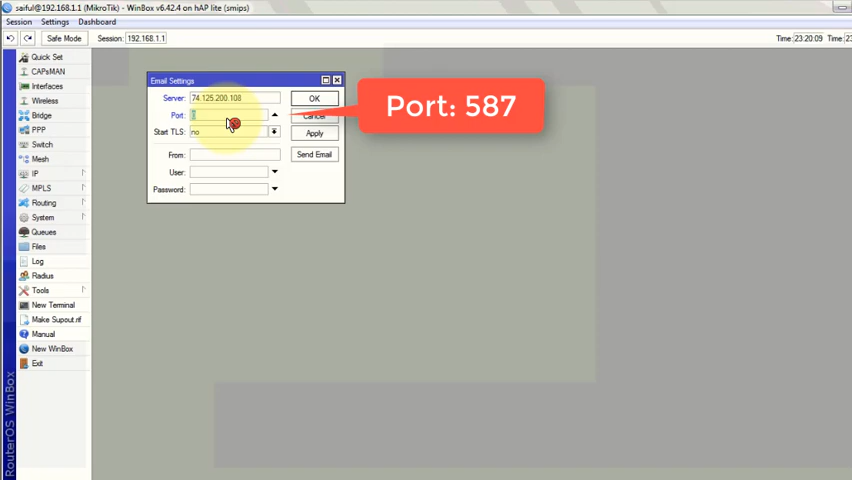 saiful@192.168.1.1 (MikroTik) - WinBox v6.42.4 on hAP lite (smips)
Session Settings Dashboard
Safe Mode Session: 192.168.1.1 Time: 23:20:09
Quick Set
CAPsMAN
Interfaces
Wireless
Bridge
PPP
Switch
Mesh
IP
MPLS
Routing
System
Queues
Files
Log
Radius
Tools
New Terminal
Make Supout.rif
Manual
New WinBox
Exit
RouterOS WinBox
Email Settings
Server: 74.125.200.108 OK
Port: Cancel
Start TLS: no Apply
From: Send Email
User:
Password:
Port: 587